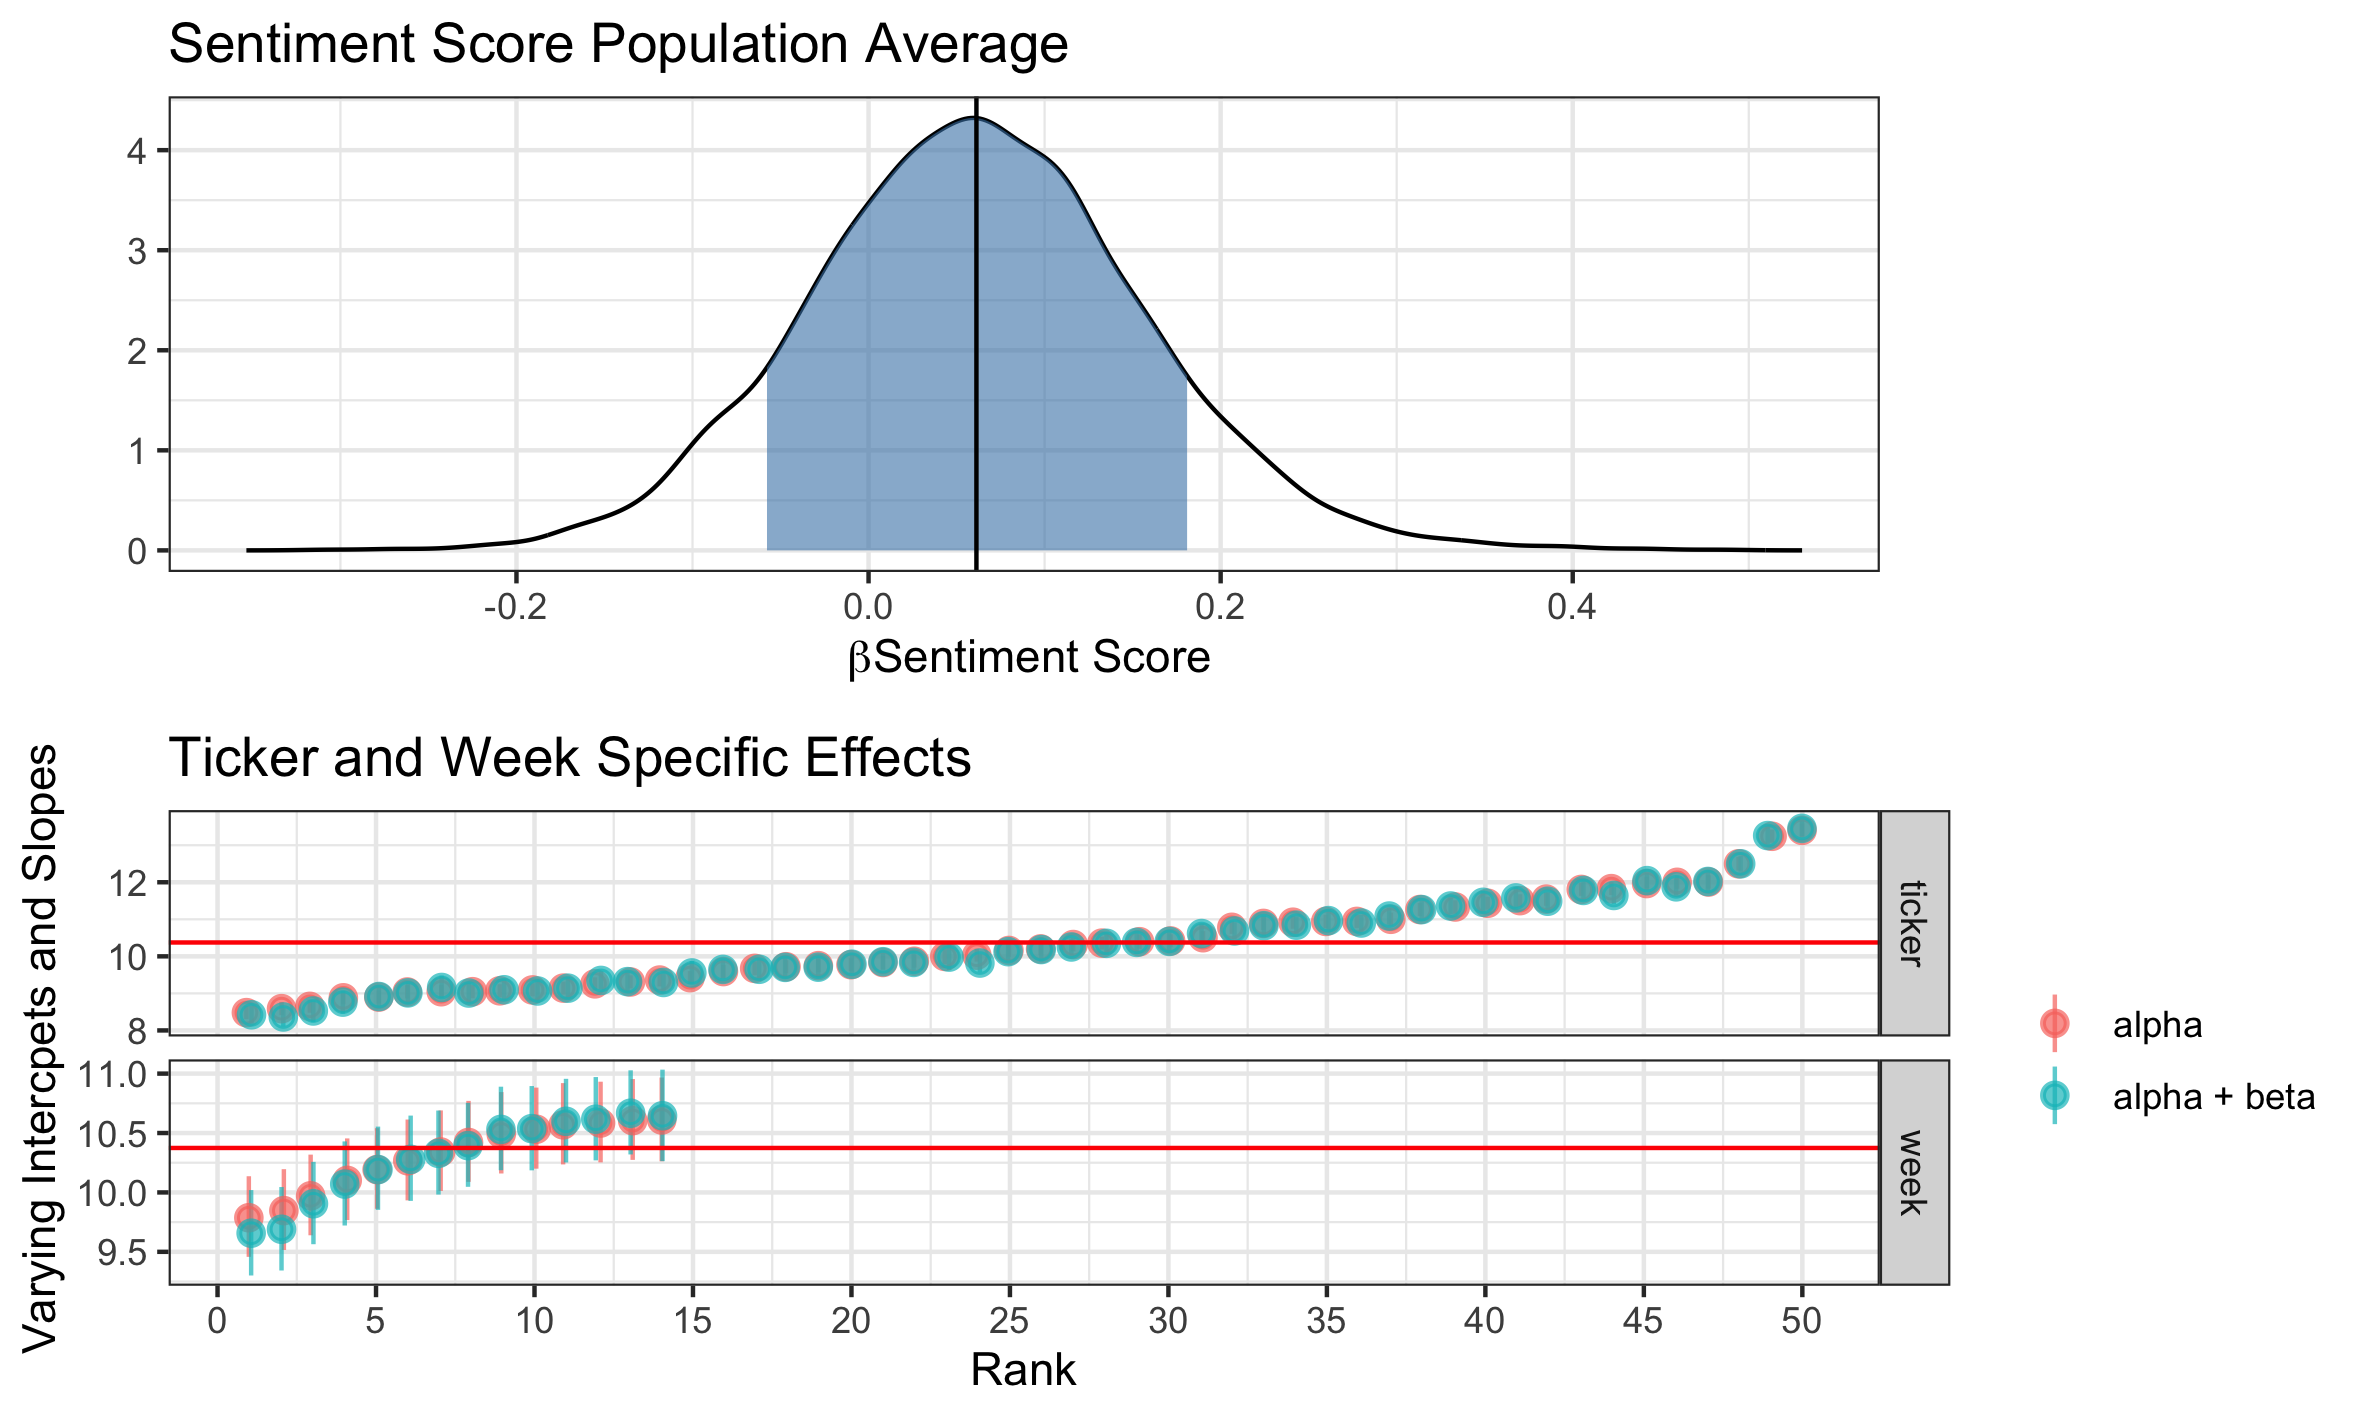 Sentiment Score Population Average
4
3
2
1
0
-0.2 0.0 0.2 0.4
βSentiment Score
Ticker and Week Specific Effects
Varying Intercpets and Slopes
12
10
8
ticker
11.0
10.5
10.0
9.5
week
0 5 10 15 20 25 30 35 40 45 50
Rank
alpha
alpha + beta